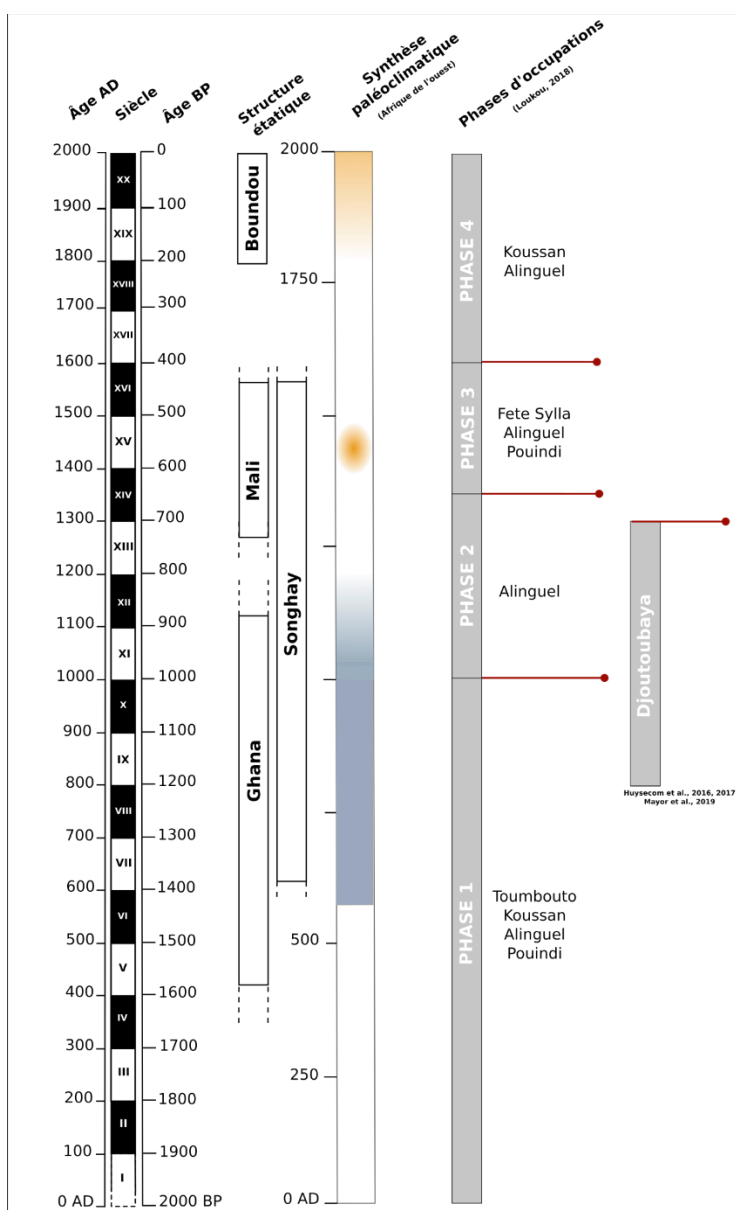 Âge AD
Siècle
Âge BP
Structure
étatique
Synthèse
paléoclimatique
(Afrique de l'ouest)
Phases d'occupations
(Loukou, 2018)
2000
1900
1800
1700
1600
1500
1400
1300
1200
1100
1000
900
800
700
600
500
400
300
200
100
0 AD
XX
XIX
XVIII
XVII
XVI
XV
XIV
XIII
XII
XI
X
IX
VIII
VII
VI
V
IV
III
II
I
0
100
200
300
400
500
600
700
800
900
1000
1100
1200
1300
1400
1500
1600
1700
1800
1900
2000 BP
Boundou
Mali
Ghana
Songhay
2000
1750
500
250
0 AD
PHASE 4
Koussan
Alinguel
PHASE 3
Fete Sylla
Alinguel
Pouindi
PHASE 2
Alinguel
PHASE 1
Toumbouto
Koussan
Alinguel
Pouindi
Djoutoubaya
Huysecom et al., 2016, 2017
Mayor et al., 2019